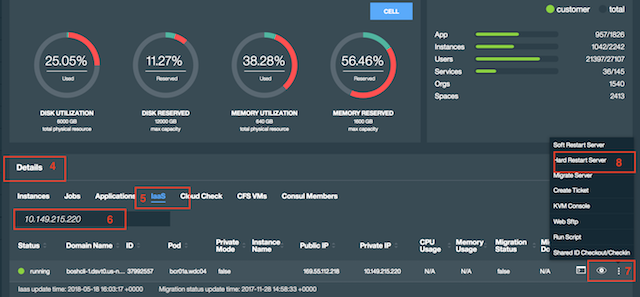 CELL
customer total
25.05%
Used
11.27%
Reserved
38.28%
Used
56.46%
Reserved
DISK UTILIZATION
6000 GB
total physical resource
DISK RESERVED
12000 GB
max capacity
MEMORY UTILIZATION
640 GB
total physical resource
MEMORY RESERVED
1600 GB
max capacity
App 957/1826
Instances 1042/2242
Users 21397/27107
Services 36/145
Orgs 1540
Spaces 2413
Details 4
Instances Jobs Applications 5 IaaS Cloud Check CFS VMs Consul Members
10.149.215.220 6
Soft Restart Server
Hard Restart Server 8
Migrate Server
Create Ticket
KVM Console
Web Sftp
Run Script
Shared ID Checkout/Checkin
Status Domain Name ID Pod Private Mode Instance Name Public IP Private IP CPU Usage Memory Usage Migration Status Do
running boshcli-1.dsvt0.us-n... 37992557 bcr01a.wdc04 false 169.55.112.218 10.149.215.220 N/A N/A false 7
Iaas update time: 2018-05-18 16:03:17 +0000 Migration status update time: 2017-11-28 14:58:33 +0000